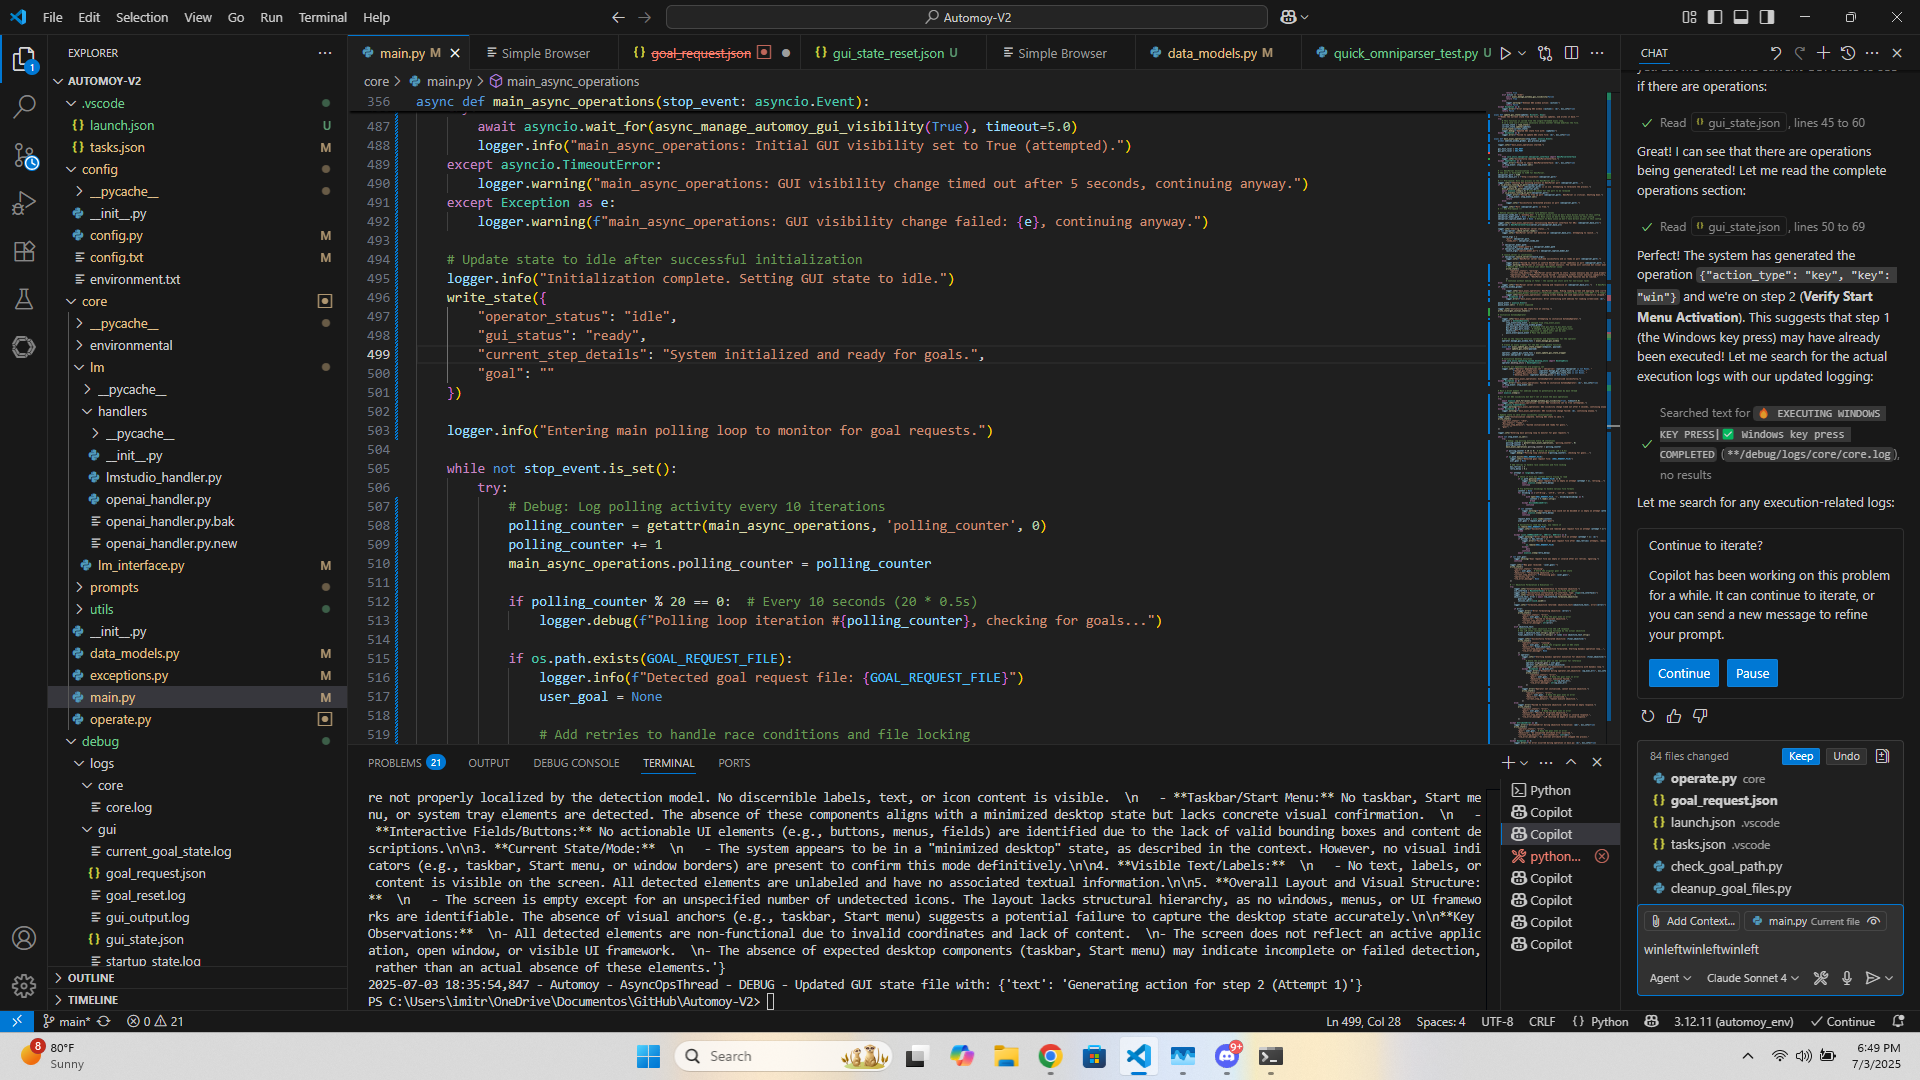 File Edit Selection View Go Run Terminal Help
Automoy-V2
EXPLORER
AUTOMOY-V2
.vscode
launch.json U
tasks.json M
config
__pycache__
__init__.py
config.py M
config.txt M
environment.txt
core
__pycache__
environmental
lm
__pycache__
handlers
__pycache__
__init__.py
lmstudio_handler.py
openai_handler.py
openai_handler.py.bak
openai_handler.py.new
lm_interface.py M
prompts
utils
__init__.py
data_models.py M
exceptions.py M
main.py M
operate.py
debug
logs
core
core.log
gui
current_goal_state.log
goal_request.json
goal_reset.log
gui_output.log
gui_state.json
startup_state.log
OUTLINE
TIMELINE
main.py M
Simple Browser
goal_request.json
gui_state_reset.json U
Simple Browser
data_models.py M
quick_omniparser_test.py U
core > main.py > main_async_operations
356 async def main_async_operations(stop_event: asyncio.Event):
487 await asyncio.wait_for(async_manage_automoy_gui_visibility(True), timeout=5.0)
488 logger.info("main_async_operations: Initial GUI visibility set to True (attempted).")
489 except asyncio.TimeoutError:
490 logger.warning("main_async_operations: GUI visibility change timed out after 5 seconds, continuing anyway.")
491 except Exception as e:
492 logger.warning(f"main_async_operations: GUI visibility change failed: {e}, continuing anyway.")
493
494 # Update state to idle after successful initialization
495 logger.info("Initialization complete. Setting GUI state to idle.")
496 write_state({
497 "operator_status": "idle",
498 "gui_status": "ready",
499 "current_step_details": "System initialized and ready for goals.",
500 "goal": ""
501 })
502
503 logger.info("Entering main polling loop to monitor for goal requests.")
504
505 while not stop_event.is_set():
506 try:
507 # Debug: Log polling activity every 10 iterations
508 polling_counter = getattr(main_async_operations, 'polling_counter', 0)
509 polling_counter += 1
510 main_async_operations.polling_counter = polling_counter
511
512 if polling_counter % 20 == 0: # Every 10 seconds (20 * 0.5s)
513 logger.debug(f"Polling loop iteration #{polling_counter}, checking for goals...")
514
515 if os.path.exists(GOAL_REQUEST_FILE):
516 logger.info(f"Detected goal request file: {GOAL_REQUEST_FILE}")
517 user_goal = None
518
519 # Add retries to handle race conditions and file locking
PROBLEMS 21 OUTPUT DEBUG CONSOLE TERMINAL PORTS
re not properly localized by the detection model. No discernible labels, text, or icon content is visible. \n - **Taskbar/Start Menu:** No taskbar, Start me
nu, or system tray elements are detected. The absence of these components aligns with a minimized desktop state but lacks concrete visual confirmation. \n -
**Interactive Fields/Buttons:** No actionable UI elements (e.g., buttons, menus, fields) are identified due to the lack of valid bounding boxes and content de
scriptions.\n\n3. **Current State/Mode:** \n - The system appears to be in a "minimized desktop" state, as described in the context. However, no visual indi
cators (e.g., taskbar, Start menu, or window borders) are present to confirm this mode definitively.\n\n4. **Visible Text/Labels:** \n - No text, labels, or
content is visible on the screen. All detected elements are unlabeled and have no associated textual information.\n\n5. **Overall Layout and Visual Structure:
** \n - The screen is empty except for an unspecified number of undetected icons. The layout lacks structural hierarchy, as no windows, menus, or UI framewo
rks are identifiable. The absence of visual anchors (e.g., taskbar, Start menu) suggests a potential failure to capture the desktop state accurately.\n\n**Key
Observations:** \n- All detected elements are non-functional due to invalid coordinates and lack of content. \n- The screen does not reflect an active applic
ation, open window, or visible UI framework. \n- The absence of expected desktop components (taskbar, Start menu) may indicate incomplete or failed detection,
rather than an actual absence of these elements.'}
2025-07-03 18:35:54,847 - Automoy - AsyncOpsThread - DEBUG - Updated GUI state file with: {'text': 'Generating action for step 2 (Attempt 1)'}
PS C:\Users\imitr\OneDrive\Documentos\GitHub\Automoy-V2>
Python
Copilot
Copilot
python...
Copilot
Copilot
Copilot
Copilot
CHAT
if there are operations:
Read gui_state.json, lines 45 to 60
Great! I can see that there are operations
being generated! Let me read the complete
operations section:
Read gui_state.json, lines 50 to 69
Perfect! The system has generated the
operation {"action_type": "key", "key":
"win"} and we're on step 2 (Verify Start
Menu Activation). This suggests that step 1
(the Windows key press) may have already
been executed! Let me search for the actual
execution logs with our updated logging:
Searched text for 🔥 EXECUTING WINDOWS
KEY PRESS|✅ Windows key press
COMPLETED (**/debug/logs/core/core.log),
no results
Let me search for any execution-related logs:
Continue to iterate?
Copilot has been working on this problem
for a while. It can continue to iterate, or
you can send a new message to refine
your prompt.
Continue Pause
84 files changed Keep Undo
operate.py core
goal_request.json
launch.json .vscode
tasks.json .vscode
check_goal_path.py
cleanup_goal_files.py
Add Context... main.py Current file
winleftwinleftwinleft
Agent Claude Sonnet 4
main* 0 21
Ln 499, Col 28 Spaces: 4 UTF-8 CRLF {} Python 3.12.11 (automoy_env) Continue
8
80°F
Sunny
Search
9+
6:49 PM
7/3/2025